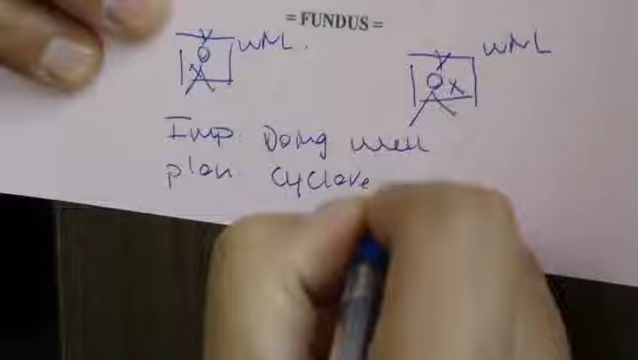 = FUNDUS =
WNL. WNL
Imp. Doing well
plan Cyclove